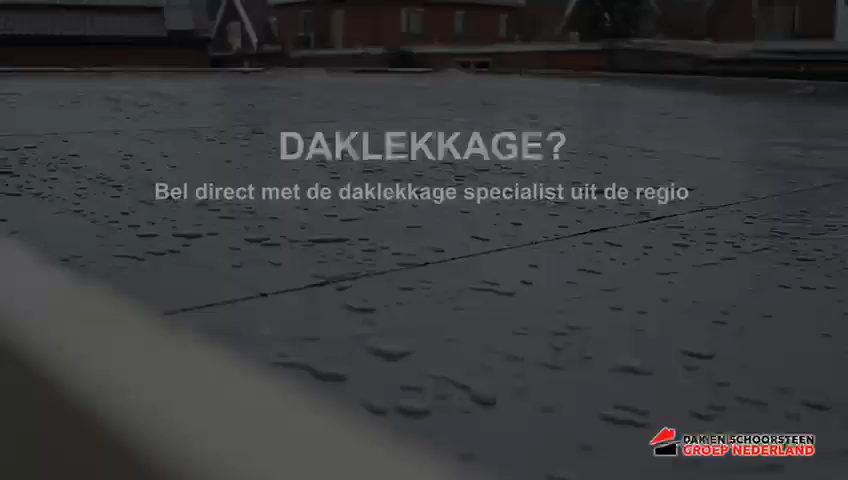 DAKLEKKAGE?
Bel direct met de daklekkage specialist uit de regio
DAK EN SCHOORSTEEN
GROEP NEDERLAND